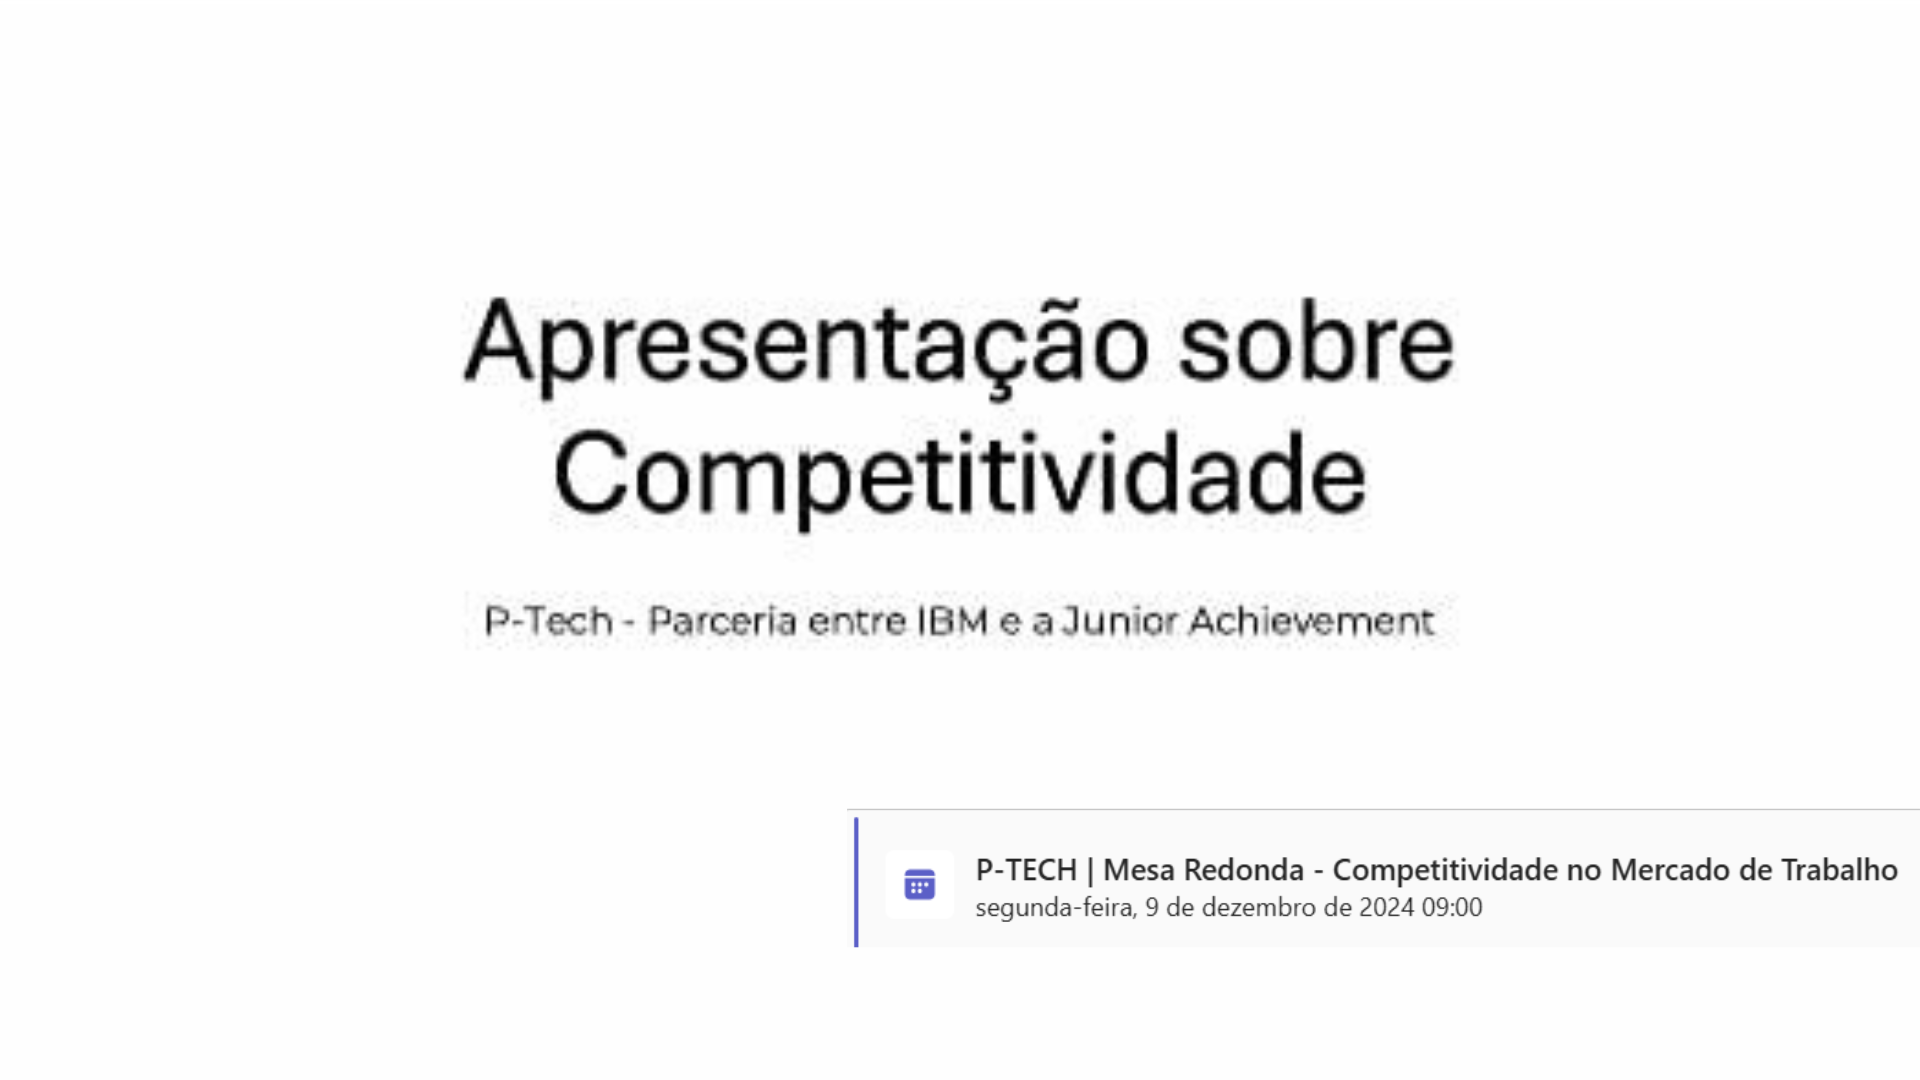 Apresentação sobre
Competitividade
P-Tech - Parceria entre IBM e a Junior Achievement
P-TECH | Mesa Redonda - Competitividade no Mercado de Trabalho
segunda-feira, 9 de dezembro de 2024 09:00